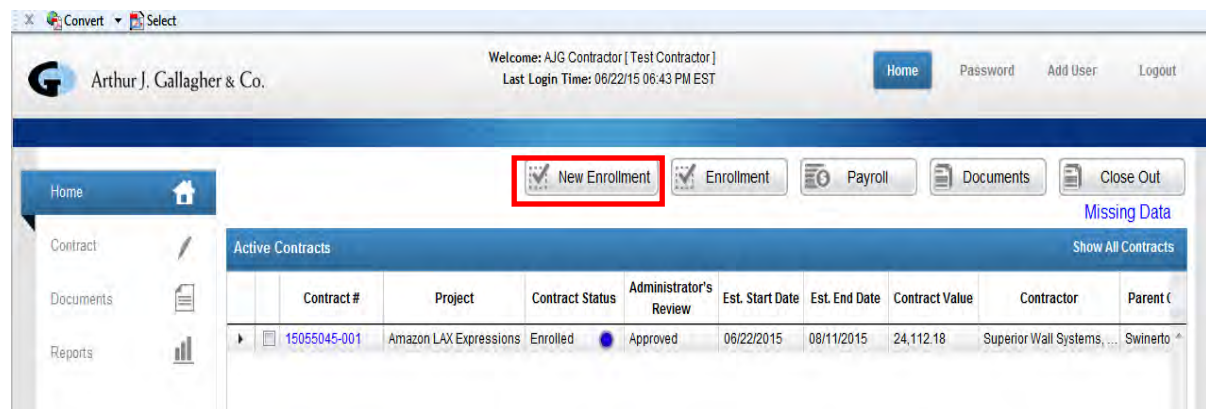 X Convert Select
Welcome: AJG Contractor [ Test Contractor ]
Last Login Time: 06/22/15 06:43 PM EST
G Arthur J. Gallagher & Co.
Home Password Add User Logout
New Enrollment Enrollment Payroll Documents Close Out
Missing Data
Home
Contract
Documents
Reports
Active Contracts Show All Contracts
Contract # Project Contract Status Administrator's Review Est. Start Date Est. End Date Contract Value Contractor Parent C
15055045-001 Amazon LAX Expressions Enrolled Approved 06/22/2015 08/11/2015 24,112.18 Superior Wall Systems, ... Swinerto